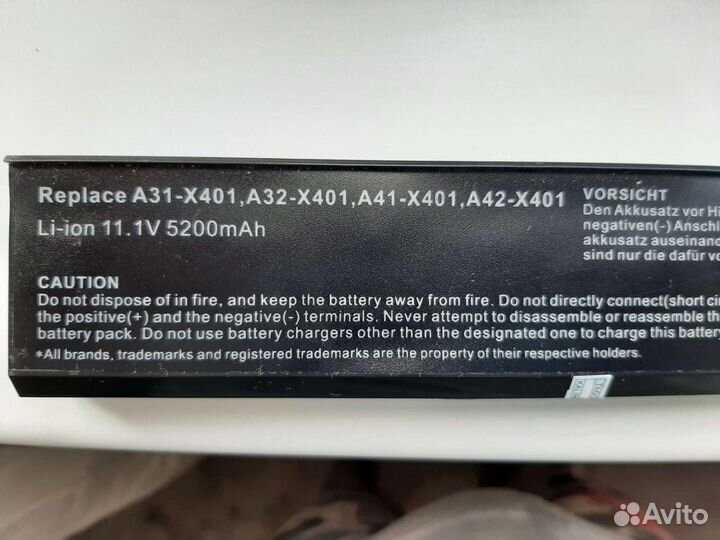 Replace A31-X401,A32-X401,A41-X401,A42-X401
Li-ion 11.1V 5200mAh
CAUTION
Do not dispose of in fire, and keep the battery away from fire. Do not directly connect(short cir
the positive(+) and the negative(-) terminals. Never attempt to disassemble or reassemble th
battery pack. Do not use battery chargers other than the designated one to charge this battery
*All brands, trademarks and registered trademarks are the property of their respective holders.
VORSICHT
Den Akkusatz vor Hi
negativen(-) Anschl
akkusatz auseinand
sind nur die dafür vo
Avito